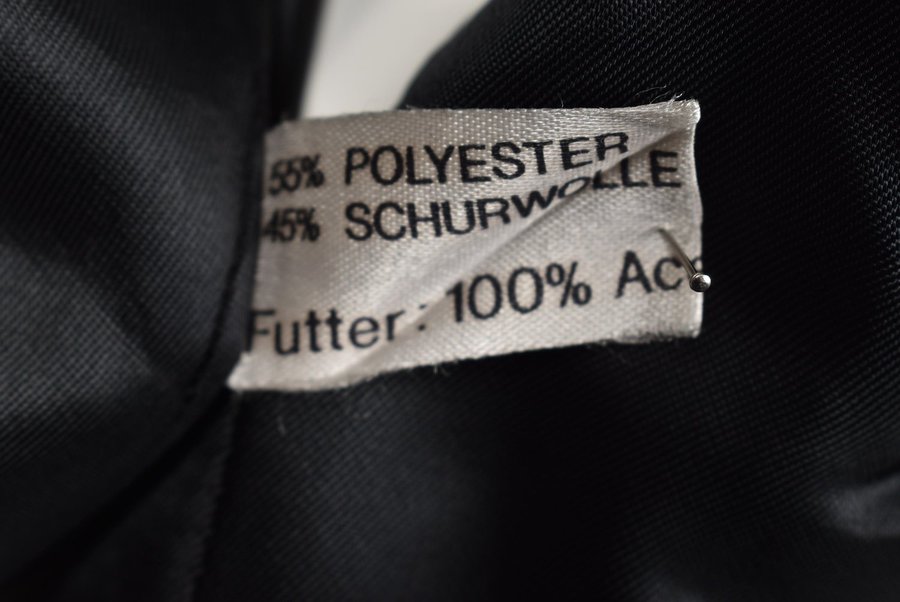 55% POLYESTER
45% SCHURWOLLE
Futter: 100% Ac